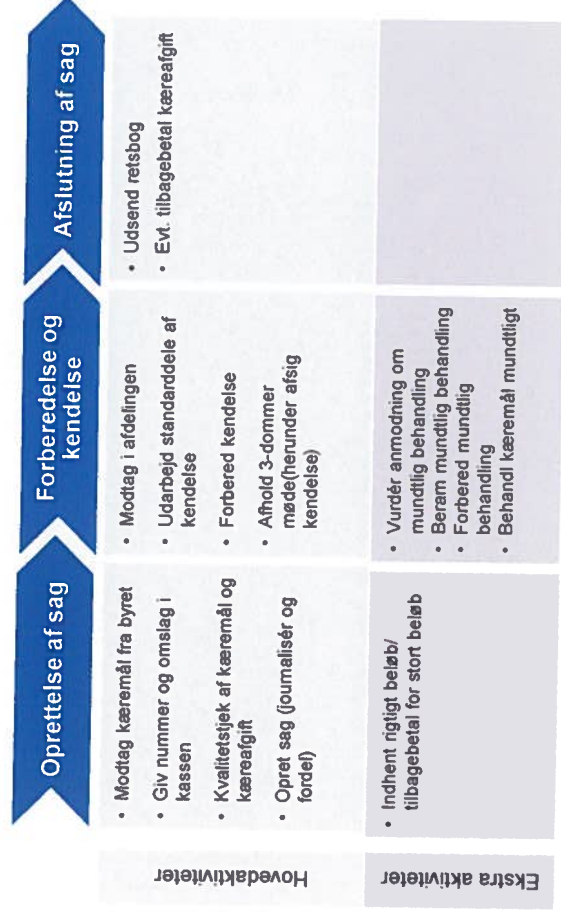 Oprettelse af sag
Forberedelse og
kendelse
Afslutning af sag
Hovedaktiviteter
• Modtag kæremål fra byret
• Giv nummer og omslag i
kassen
• Kvalitetstjek af kæremål og
kæreafgift
• Opret sag (journalisér og
fordel)
• Modtag i afdelingen
• Udarbejd standarddele af
kendelse
• Forbered kendelse
• Afhold 3-dommer
møde(herunder afsig
kendelse)
• Udsend retsbog
• Evt. tilbagebetal kæreafgift
Ekstra aktiviteter
• Indhent rigtigt beløb/
tilbagebetal for stort beløb
• Vurdér anmodning om
mundtlig behandling
• Beram mundtlig behandling
• Forbered mundtlig
behandling
• Behandl kæremål mundtligt